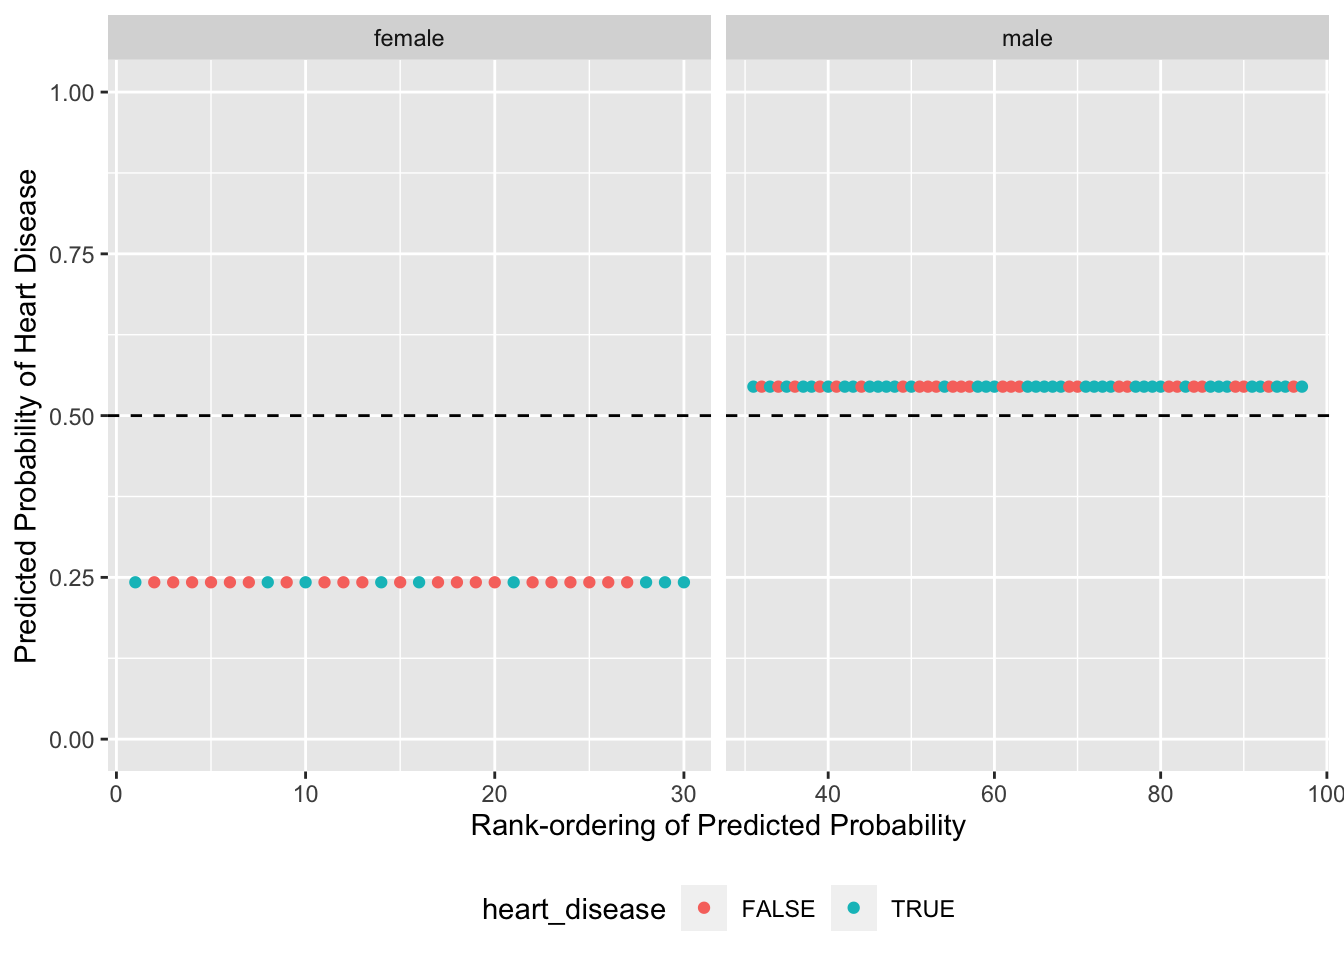 female male
1.00
0.75
0.50
0.25
0.00
0 10 20 30 40 60 80 100
Predicted Probability of Heart Disease
Rank-ordering of Predicted Probability
heart_disease FALSE TRUE